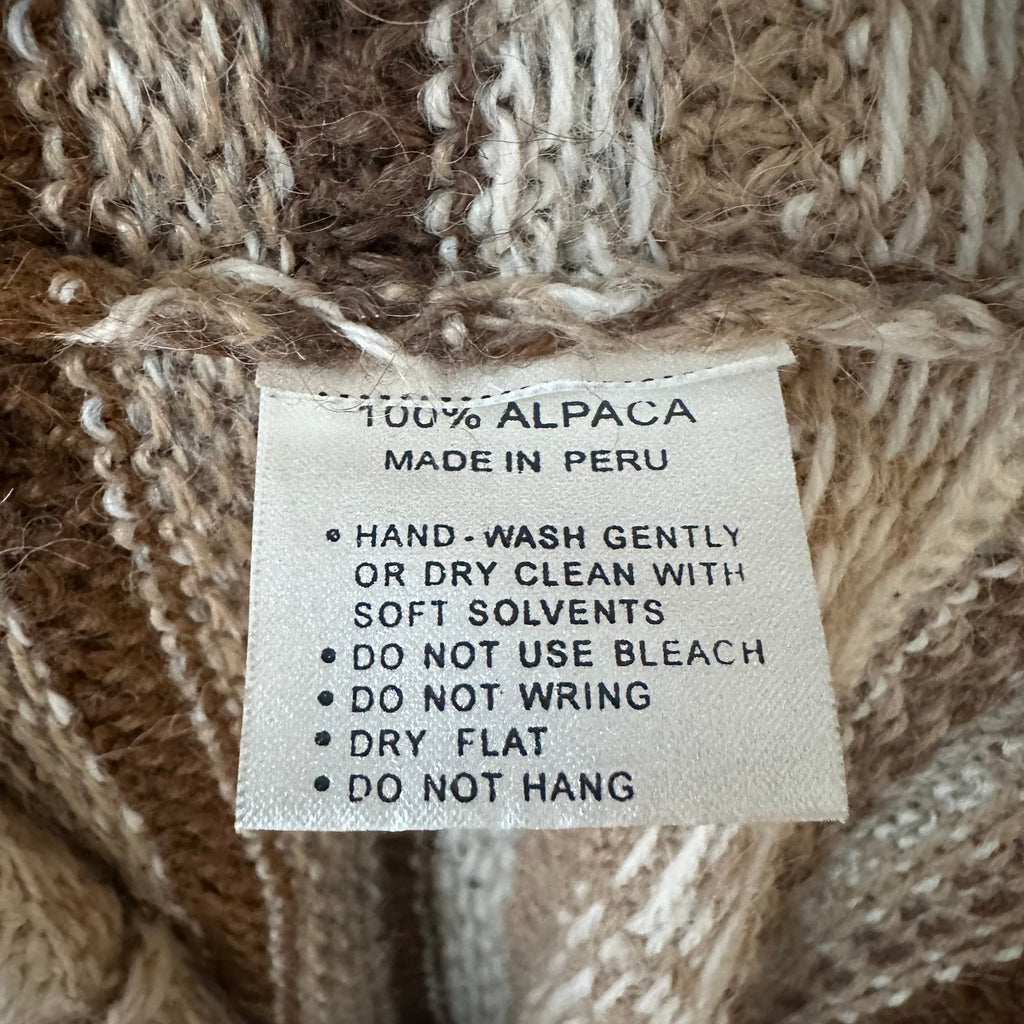 100% ALPACA
MADE IN PERU
• HAND-WASH GENTLY
OR DRY CLEAN WITH
SOFT SOLVENTS
• DO NOT USE BLEACH
• DO NOT WRING
• DRY FLAT
• DO NOT HANG